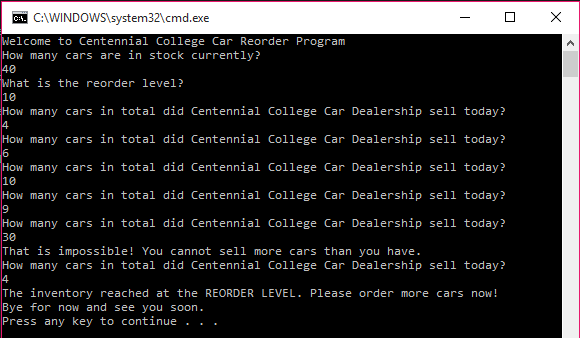 C:\WINDOWS\system32\cmd.exe
Welcome to Centennial College Car Reorder Program
How many cars are in stock currently?
40
What is the reorder level?
10
How many cars in total did Centennial College Car Dealership sell today?
4
How many cars in total did Centennial College Car Dealership sell today?
6
How many cars in total did Centennial College Car Dealership sell today?
10
How many cars in total did Centennial College Car Dealership sell today?
9
How many cars in total did Centennial College Car Dealership sell today?
30
That is impossible! You cannot sell more cars than you have.
How many cars in total did Centennial College Car Dealership sell today?
4
The inventory reached at the REORDER LEVEL. Please order more cars now!
Bye for now and see you soon.
Press any key to continue . . .